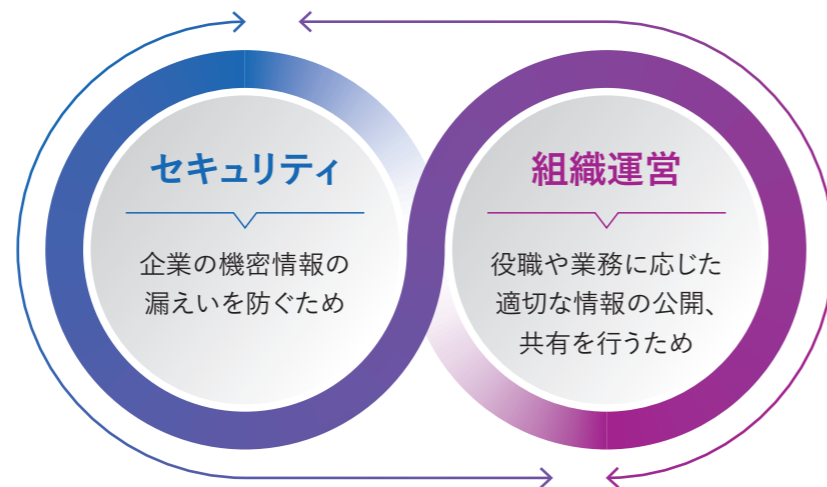 セキュリティ
企業の機密情報の
漏えいを防ぐため
組織運営
役職や業務に応じた
適切な情報の公開、
共有を行うため